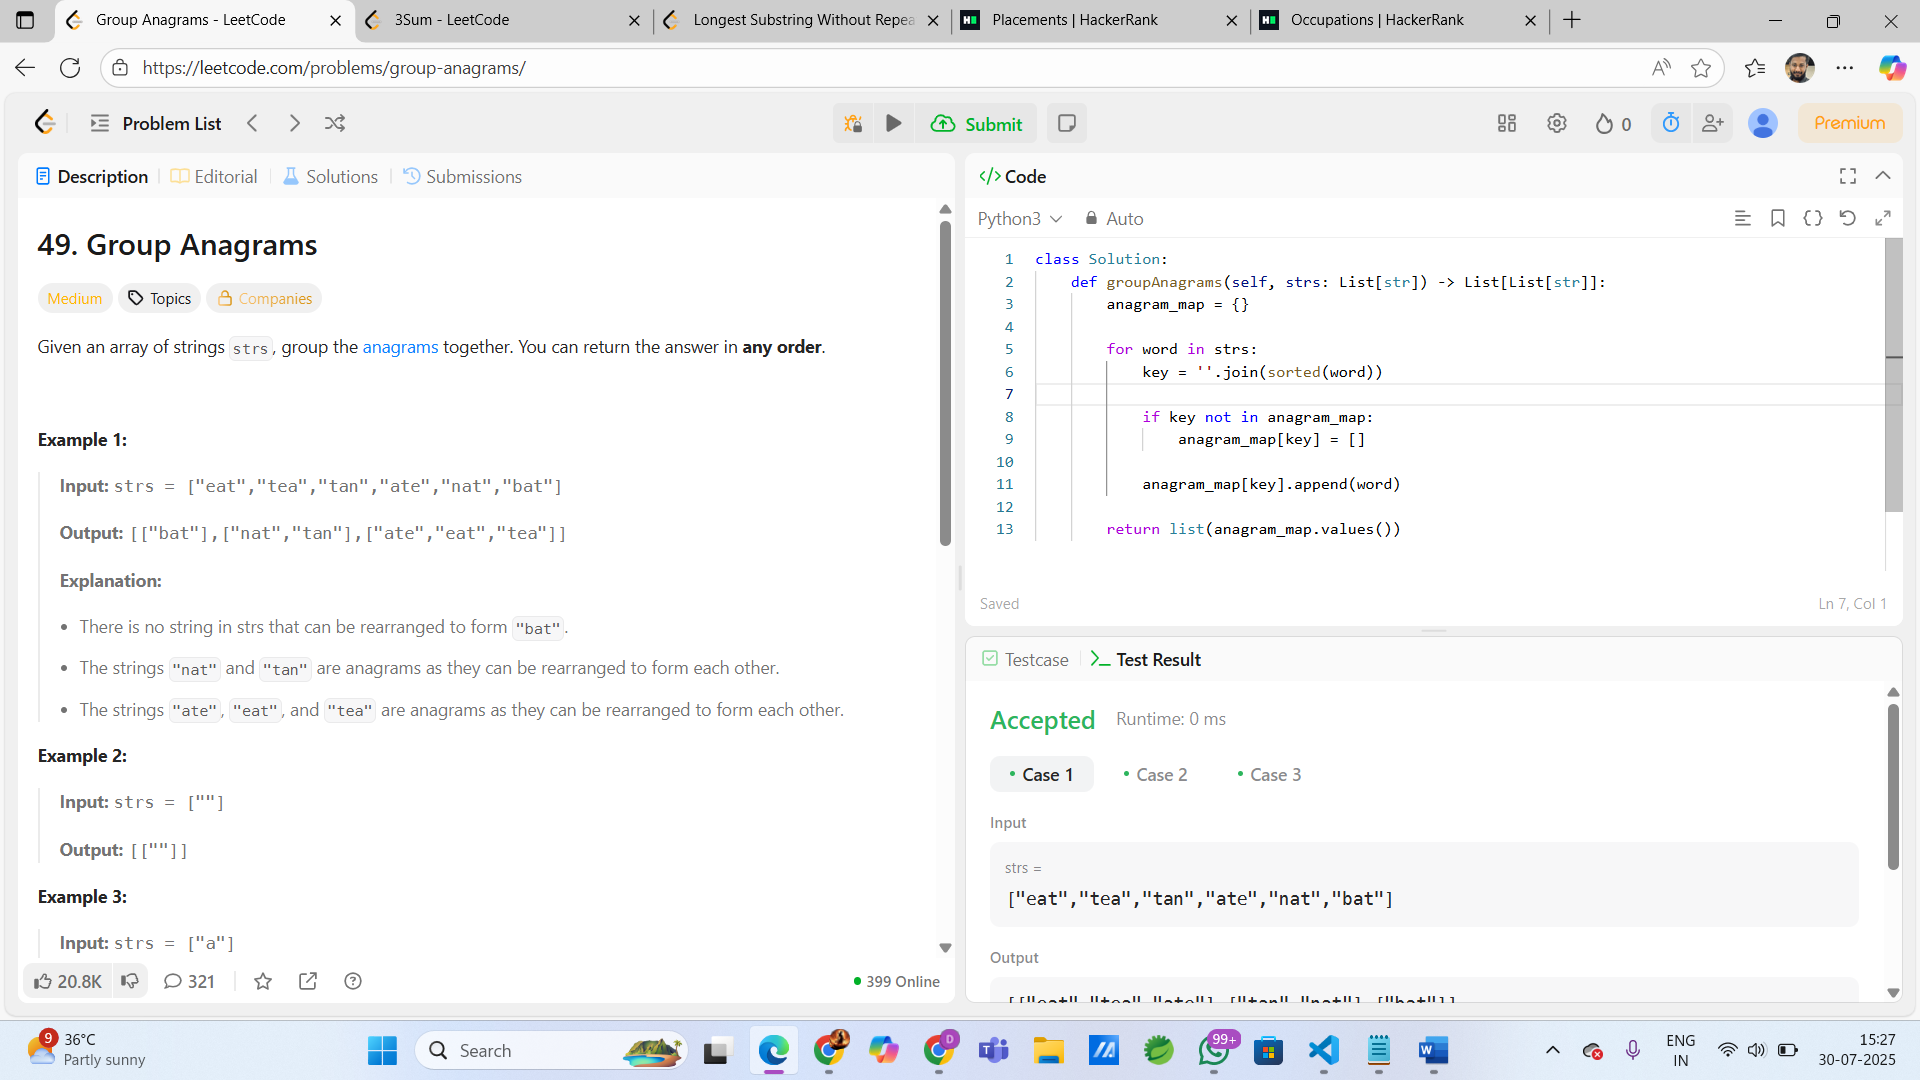 Group Anagrams - LeetCode
3Sum - LeetCode
Longest Substring Without Repea
Placements | HackerRank
Occupations | HackerRank
https://leetcode.com/problems/group-anagrams/
Problem List
Submit
0
Premium
Description
Editorial
Solutions
Submissions
49. Group Anagrams
Medium
Topics
Companies
Given an array of strings strs, group the anagrams together. You can return the answer in any order.
Example 1:
Input: strs = ["eat","tea","tan","ate","nat","bat"]
Output: [["bat"],["nat","tan"],["ate","eat","tea"]]
Explanation:
• There is no string in strs that can be rearranged to form "bat".
• The strings "nat" and "tan" are anagrams as they can be rearranged to form each other.
• The strings "ate", "eat", and "tea" are anagrams as they can be rearranged to form each other.
Example 2:
Input: strs = [""]
Output: [[""]]
Example 3:
Input: strs = ["a"]
20.8K
321
399 Online
</> Code
Python3
Auto
1 class Solution:
2 def groupAnagrams(self, strs: List[str]) -> List[List[str]]:
3 anagram_map = {}
4
5 for word in strs:
6 key = ''.join(sorted(word))
7
8 if key not in anagram_map:
9 anagram_map[key] = []
10
11 anagram_map[key].append(word)
12
13 return list(anagram_map.values())
Saved
Ln 7, Col 1
Testcase
Test Result
Accepted
Runtime: 0 ms
• Case 1
• Case 2
• Case 3
Input
strs =
["eat","tea","tan","ate","nat","bat"]
Output
[["eat","tea","ate"],["tan","nat"],["bat"]]
9
36°C
Partly sunny
Search
D
99+
ENG
IN
15:27
30-07-2025